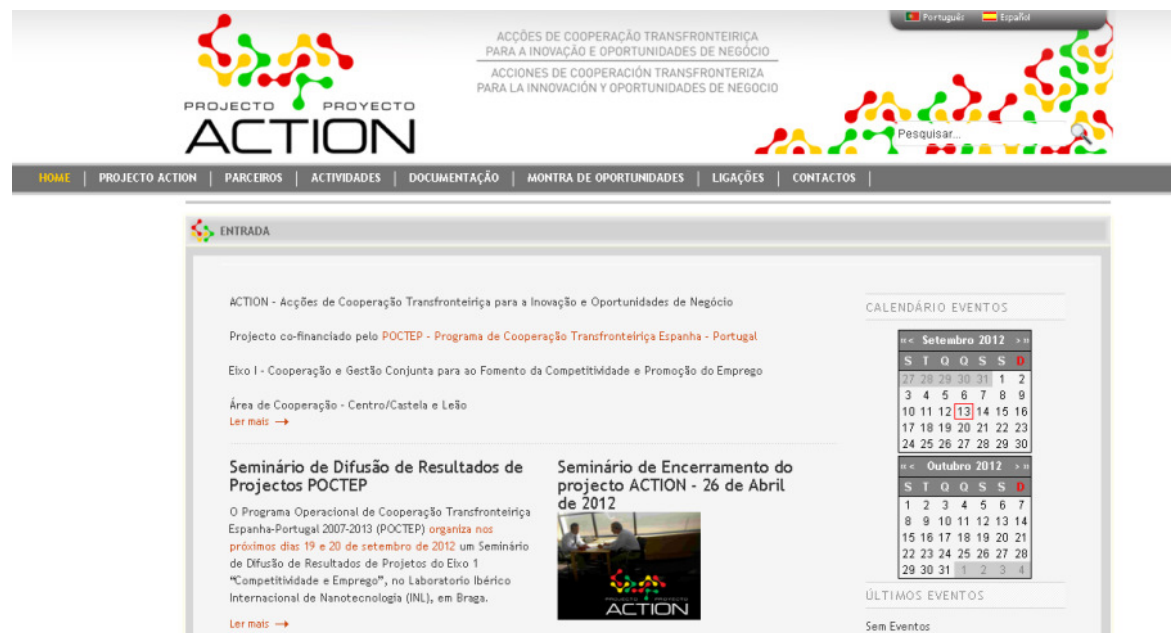 Português Español
ACÇÕES DE COOPERAÇÃO TRANSFRONTEIRIÇA
PARA A INOVAÇÃO E OPORTUNIDADES DE NEGÓCIO
ACCIONES DE COOPERACIÓN TRANSFRONTERIZA
PARA LA INNOVACIÓN Y OPORTUNIDADES DE NEGOCIO
PROJECTO PROYECTO
ACTION
Pesquisar...
HOME | PROJECTO ACTION | PARCEIROS | ACTIVIDADES | DOCUMENTAÇÃO | MONTRA DE OPORTUNIDADES | LIGAÇÕES | CONTACTOS |
ENTRADA
ACTION - Acções de Cooperação Transfronteiriça para a Inovação e Oportunidades de Negócio
Projecto co-financiado pelo POCTEP - Programa de Cooperação Transfronteiriça Espanha - Portugal
Eixo I - Cooperação e Gestão Conjunta para ao Fomento da Competitividade e Promoção do Emprego
Área de Cooperação - Centro/Castela e Leão
Ler mais →
Seminário de Difusão de Resultados de
Projectos POCTEP
O Programa Operacional de Cooperação Transfronteiriça
Espanha-Portugal 2007-2013 (POCTEP) organiza nos
próximos dias 19 e 20 de setembro de 2012 um Seminário
de Difusão de Resultados de Projetos do Eixo 1
"Competitividade e Emprego", no Laboratorio Ibérico
Internacional de Nanotecnologia (INL), em Braga.
Ler mais →
Seminário de Encerramento do
projecto ACTION - 26 de Abril
de 2012
PROJECTO PROYECTO
ACTION
CALENDÁRIO EVENTOS
«< Setembro 2012 >»
S T Q Q S S D
27 28 29 30 31 1 2
3 4 5 6 7 8 9
10 11 12 13 14 15 16
17 18 19 20 21 22 23
24 25 26 27 28 29 30
«< Outubro 2012 >»
S T Q Q S S D
1 2 3 4 5 6 7
8 9 10 11 12 13 14
15 16 17 18 19 20 21
22 23 24 25 26 27 28
29 30 31 1 2 3 4
ÚLTIMOS EVENTOS
Sem Eventos